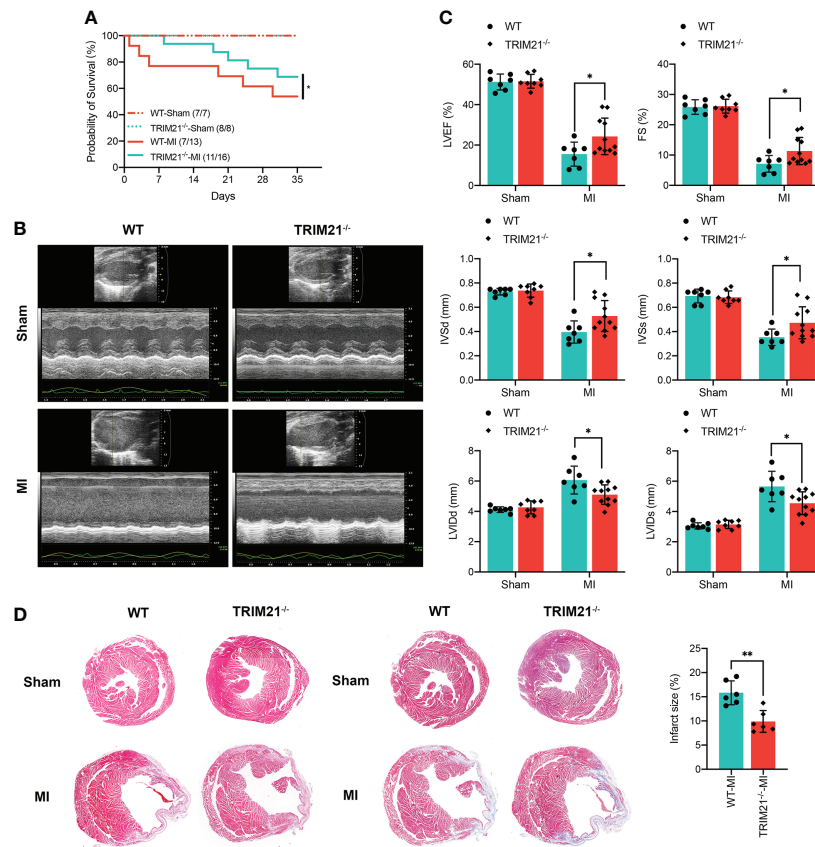 A
Probability of Survival (%)
100
80
60
40
20
0
WT-Sham (7/7)
TRIM21-/--Sham (8/8)
WT-MI (7/13)
TRIM21-/--MI (11/16)
*
0 7 14 21 28 35
Days
B
WT TRIM21-/-
Sham
MI
C
WT
TRIM21-/-
LVEF (%)
60
40
20
0
*
Sham MI
WT
TRIM21-/-
FS (%)
40
30
20
10
0
*
Sham MI
WT
TRIM21-/-
IVSd (mm)
1.0
0.8
0.6
0.4
0.2
0.0
*
Sham MI
WT
TRIM21-/-
IVSs (mm)
1.0
0.8
0.6
0.4
0.2
0.0
*
Sham MI
WT
TRIM21-/-
LVIDd (mm)
10
8
6
4
2
0
*
Sham MI
WT
TRIM21-/-
LVIDs (mm)
10
8
6
4
2
0
*
Sham MI
D
WT TRIM21-/- WT TRIM21-/-
Sham Sham
MI MI
Infarct size (%)
25
20
15
10
5
0
**
WT-MI
TRIM21-/--MI